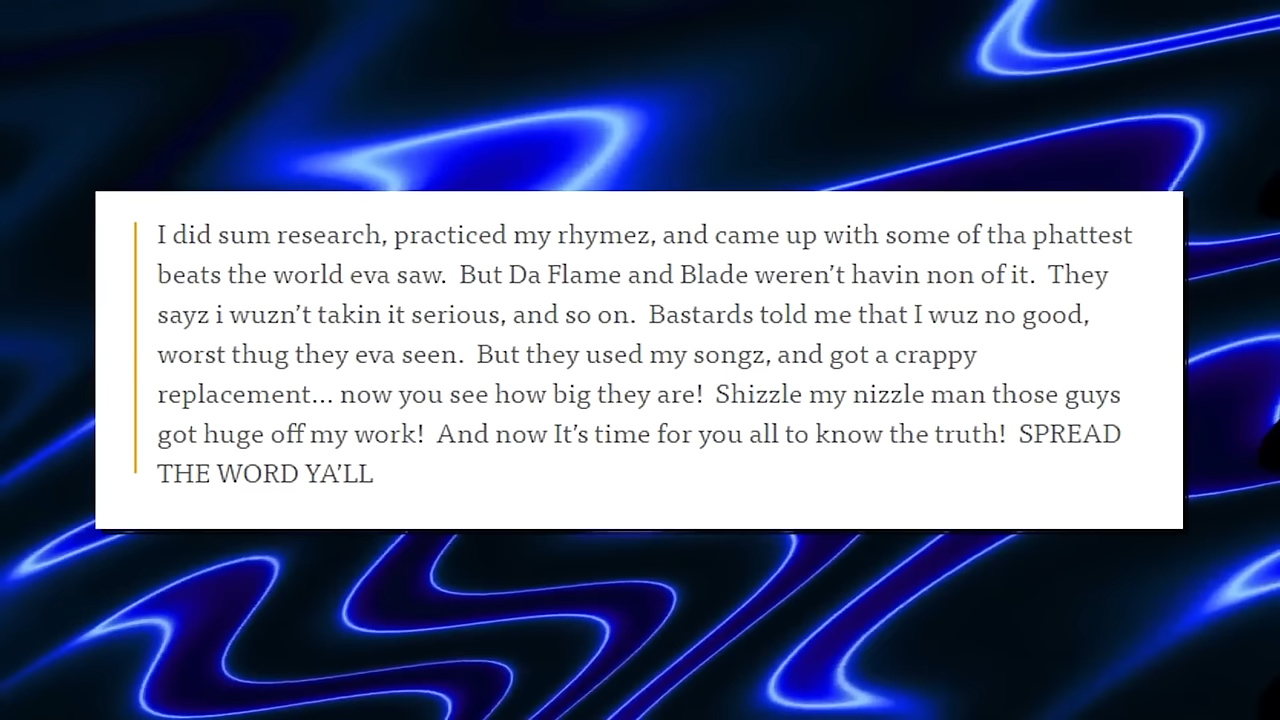 I did sum research, practiced my rhymez, and came up with some of tha phattest
beats the world eva saw.  But Da Flame and Blade weren’t havin non of it.  They
sayz i wuzn’t takin it serious, and so on.  Bastards told me that I wuz no good,
worst thug they eva seen.  But they used my songz, and got a crappy
replacement… now you see how big they are!  Shizzle my nizzle man those guys
got huge off my work!  And now It’s time for you all to know the truth!  SPREAD
THE WORD YA’LL